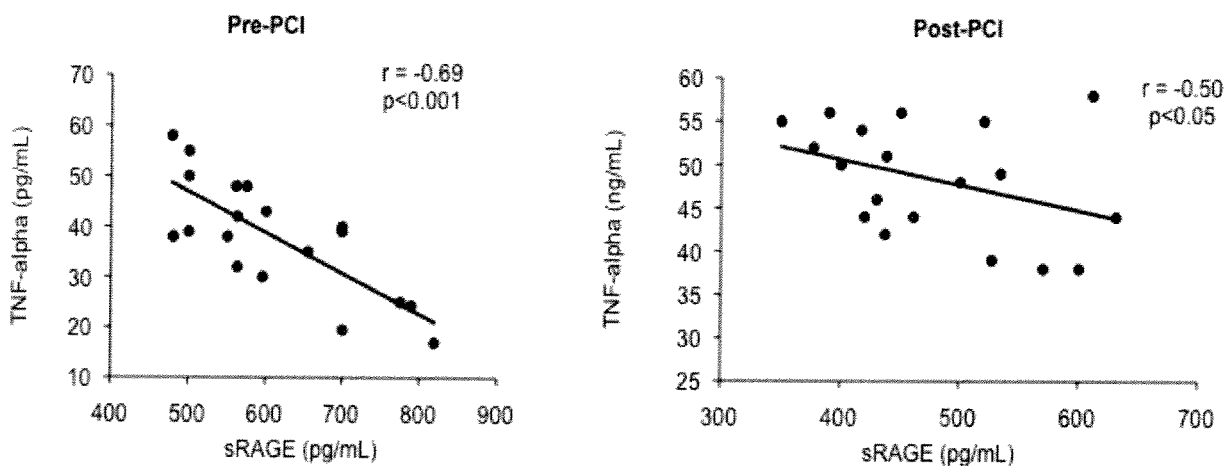 Pre-PCI
r = -0.69
p<0.001
TNF-alpha (pg/mL)
70
60
50
40
30
20
10
400 500 600 700 800 900
sRAGE (pg/mL)
Post-PCI
r = -0.50
p<0.05
TNF-alpha (ng/mL)
60
55
50
45
40
35
30
25
300 400 500 600 700
sRAGE (pg/mL)